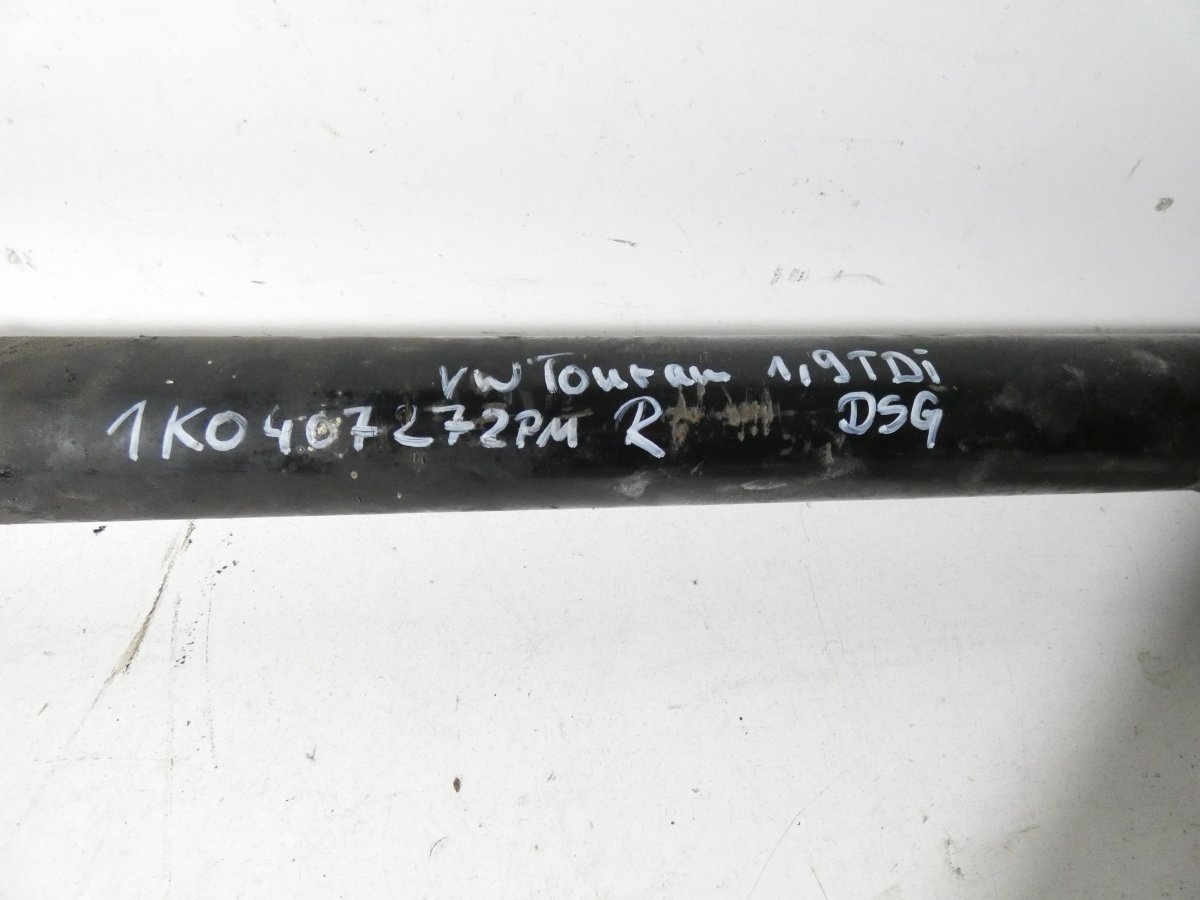 VW Touran 1,9TDi
1K0407272PM R DSG